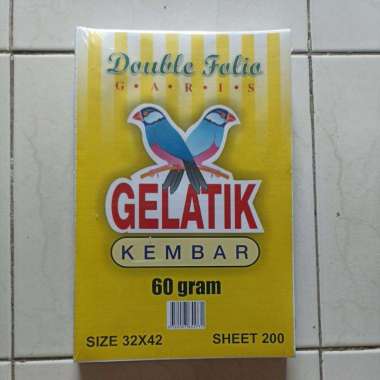 Double Folio
G•A•R•I•S
GELATIK
KEMBAR
60 gram
SIZE 32X42 SHEET 200